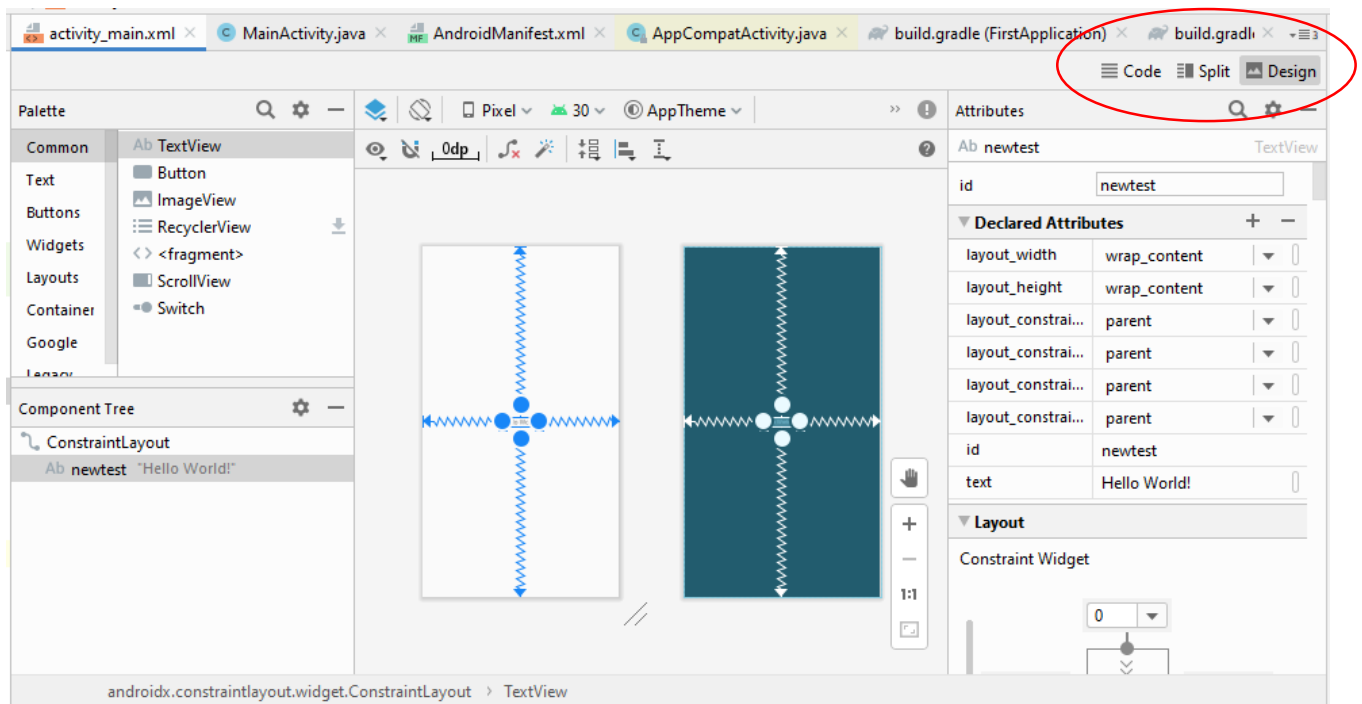 activity_main.xml MainActivity.java AndroidManifest.xml AppCompatActivity.java build.gradle (FirstApplication) build.gradl 3
Code Split Design
Palette
Common
Text
Buttons
Widgets
Layouts
Container
Google
Legacy
Ab TextView
Button
ImageView
RecyclerView
<fragment>
ScrollView
Switch
Component Tree
ConstraintLayout
Ab newtest "Hello World!"
Pixel 30 AppTheme
0dp
1:1
Attributes
Ab newtest TextView
id newtest
Declared Attributes
layout_width wrap_content
layout_height wrap_content
layout_constrai... parent
layout_constrai... parent
layout_constrai... parent
layout_constrai... parent
id newtest
text Hello World!
Layout
Constraint Widget
0
androidx.constraintlayout.widget.ConstraintLayout > TextView